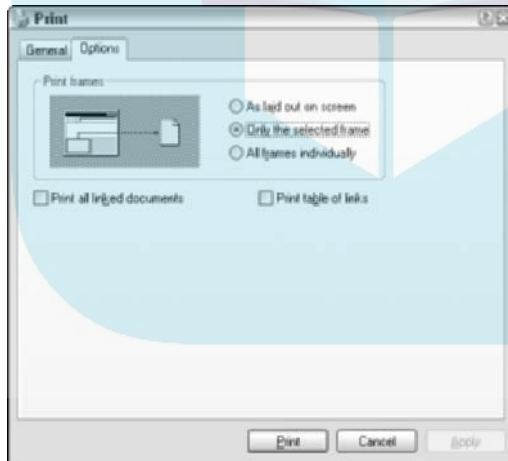 Print
General Options
Print frames
As laid out on screen
Only the selected frame
All frames individually
Print all linked documents Print table of links
Print Cancel Apply